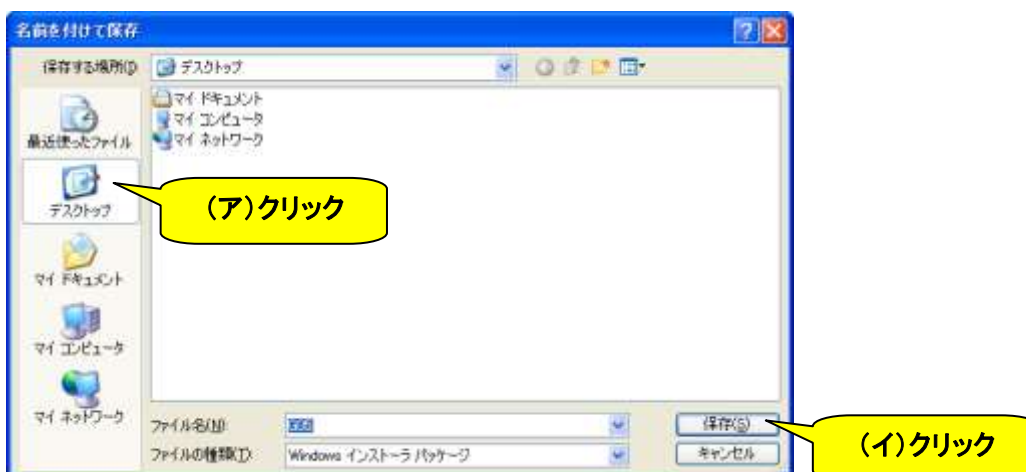 名前を付けて保存
保存する場所(I)
デスクトップ
マイ ドキュメント
マイ コンピュータ
マイ ネットワーク
最近使ったファイル
デスクトップ
(ア)クリック
マイ ドキュメント
マイ コンピュータ
マイ ネットワーク
ファイル名(N):
保存(S)
ファイルの種類(T):
Windows インストーラ パッケージ
キャンセル
(イ)クリック